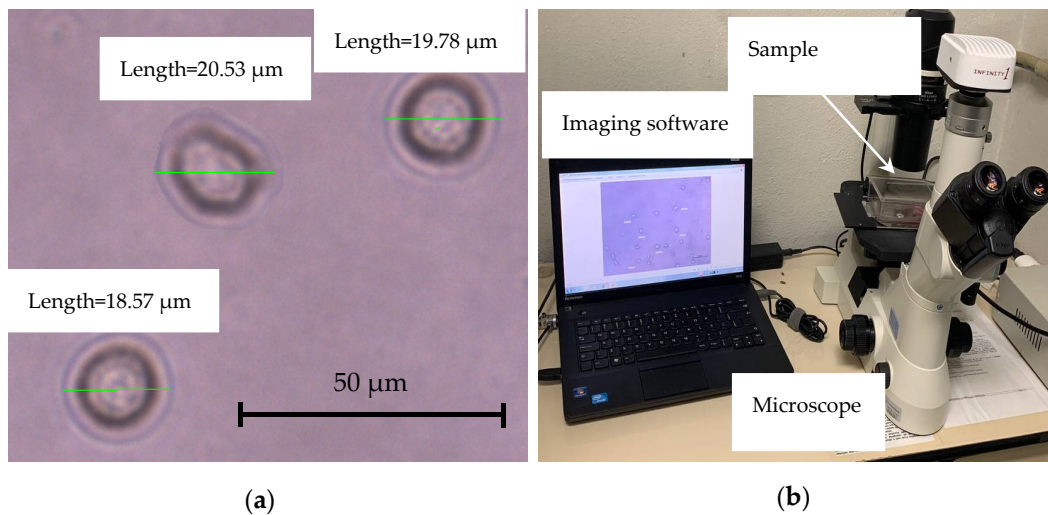 Length=20.53 µm
Length=19.78 µm
Length=18.57 µm
50 µm
Sample
INFINITY1
Imaging software
Microscope
(a)
(b)